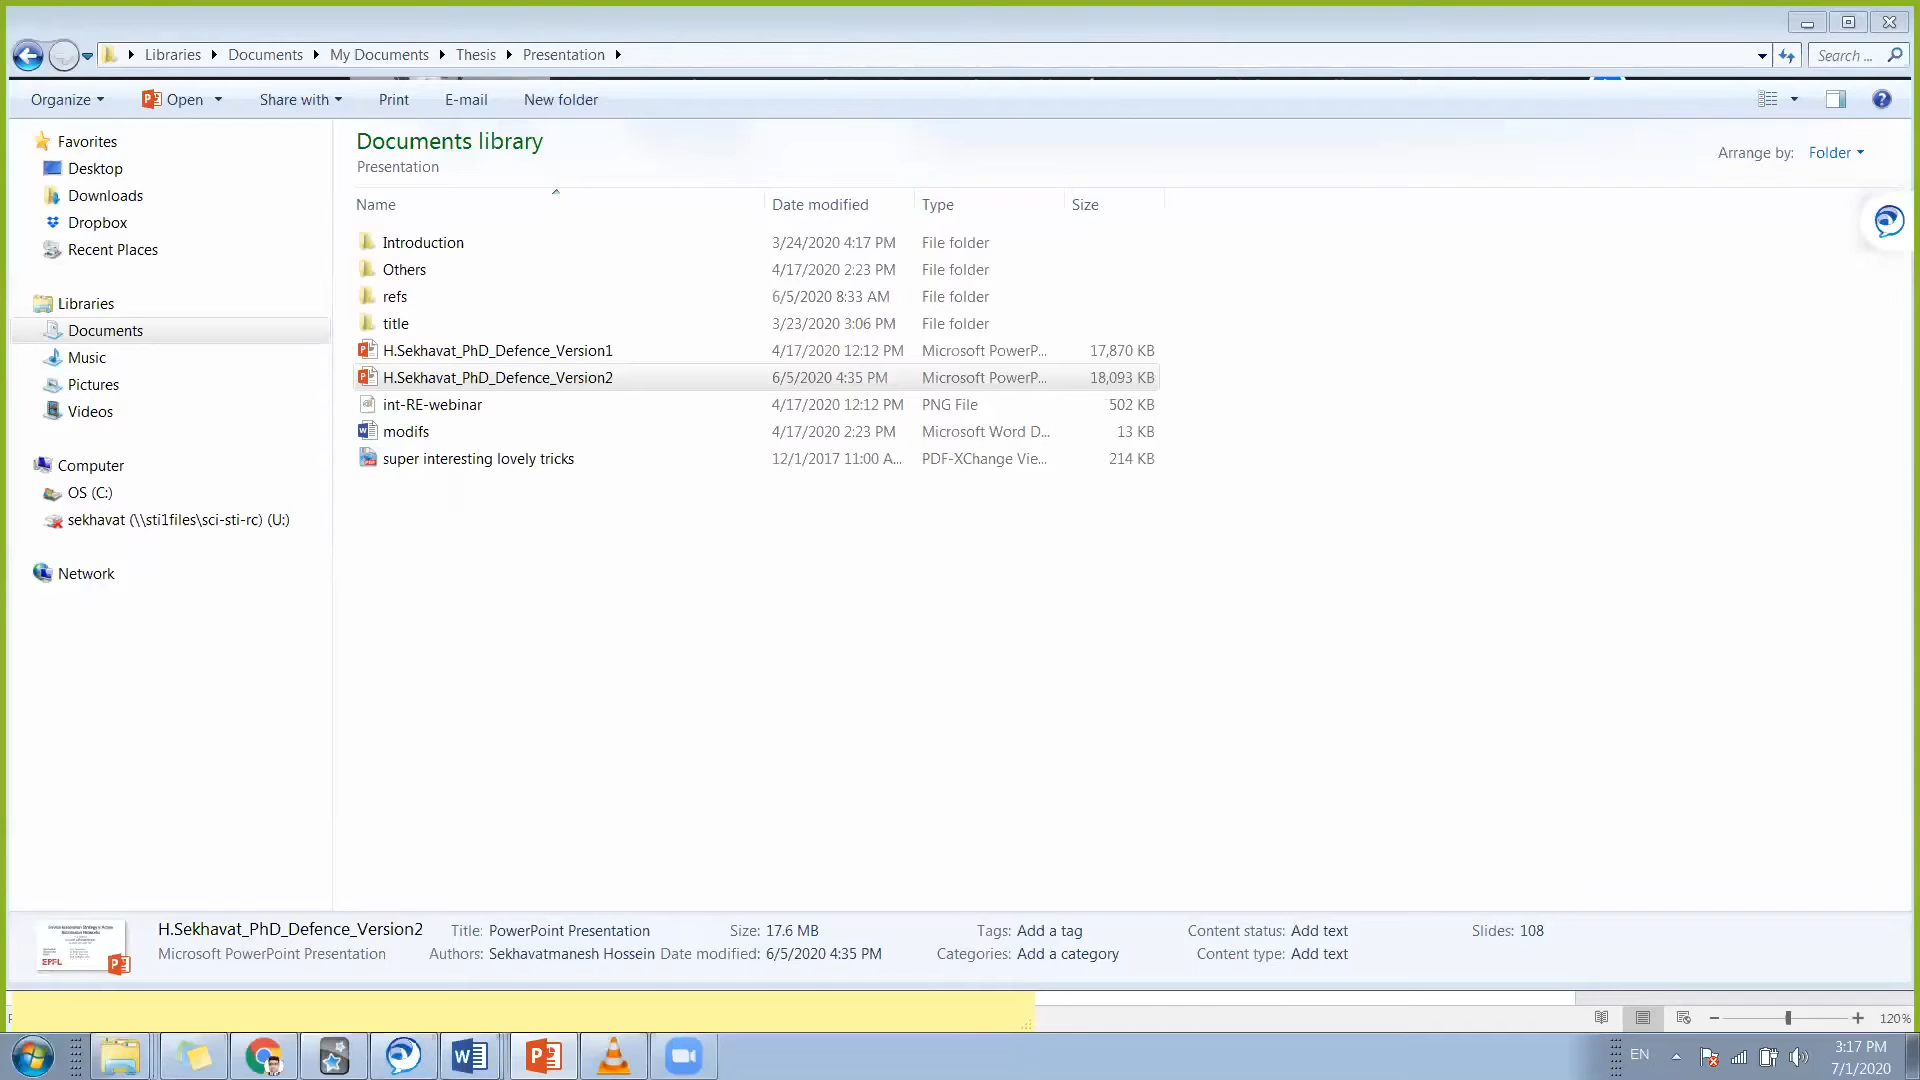 Libraries Documents My Documents Thesis Presentation
Search ...
Organize Open Share with Print E-mail New folder
Favorites
Desktop
Downloads
Dropbox
Recent Places
Libraries
Documents
Music
Pictures
Videos
Computer
OS (C:)
sekhavat (\\sti1files\sci-sti-rc) (U:)
Network
Documents library
Presentation
Arrange by: Folder
Name Date modified Type Size
Introduction 3/24/2020 4:17 PM File folder
Others 4/17/2020 2:23 PM File folder
refs 6/5/2020 8:33 AM File folder
title 3/23/2020 3:06 PM File folder
H.Sekhavat_PhD_Defence_Version1 4/17/2020 12:12 PM Microsoft PowerP... 17,870 KB
H.Sekhavat_PhD_Defence_Version2 6/5/2020 4:35 PM Microsoft PowerP... 18,093 KB
int-RE-webinar 4/17/2020 12:12 PM PNG File 502 KB
modifs 4/17/2020 2:23 PM Microsoft Word D... 13 KB
super interesting lovely tricks 12/1/2017 11:00 A... PDF-XChange Vie... 214 KB
H.Sekhavat_PhD_Defence_Version2 Title: PowerPoint Presentation Size: 17.6 MB Tags: Add a tag Content status: Add text Slides: 108
Microsoft PowerPoint Presentation Authors: Sekhavatmanesh Hossein Date modified: 6/5/2020 4:35 PM Categories: Add a category Content type: Add text
EPFL
120%
EN
3:17 PM
7/1/2020